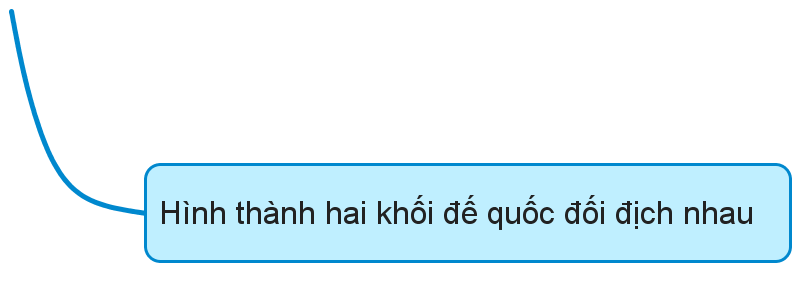 Hình thành hai khối đế quốc đối địch nhau